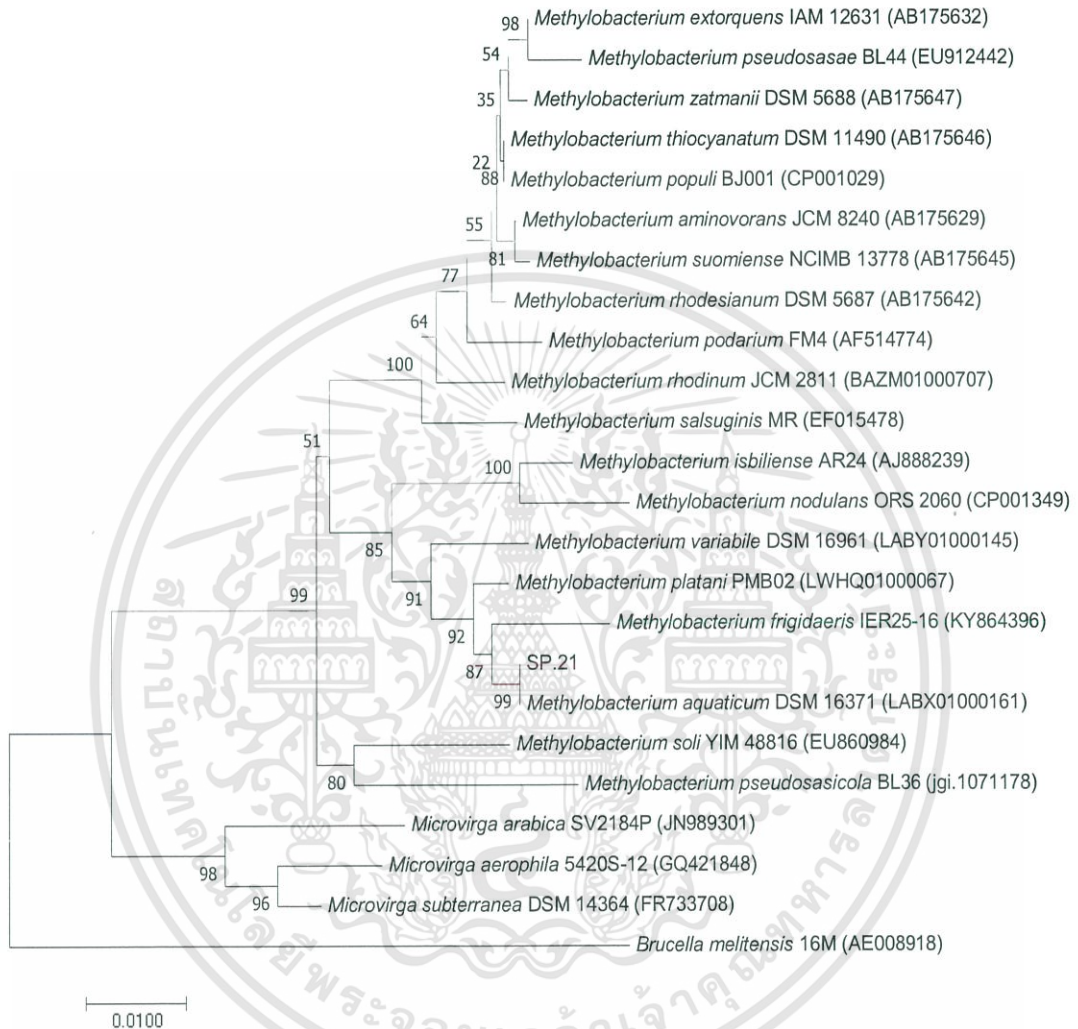 98
Methylobacterium extorquens IAM 12631 (AB175632)
54
Methylobacterium pseudosasae BL44 (EU912442)
35
Methylobacterium zatmanii DSM 5688 (AB175647)
Methylobacterium thiocyanatum DSM 11490 (AB175646)
22
88
Methylobacterium populi BJ001 (CP001029)
55
Methylobacterium aminovorans JCM 8240 (AB175629)
81
Methylobacterium suomiense NCIMB 13778 (AB175645)
77
Methylobacterium rhodesianum DSM 5687 (AB175642)
64
Methylobacterium podarium FM4 (AF514774)
100
Methylobacterium rhodinum JCM 2811 (BAZM01000707)
Methylobacterium salsuginis MR (EF015478)
51
100
Methylobacterium isbiliense AR24 (AJ888239)
Methylobacterium nodulans ORS 2060 (CP001349)
85
Methylobacterium variabile DSM 16961 (LABY01000145)
99
91
Methylobacterium platani PMB02 (LWHQ01000067)
92
Methylobacterium frigidaeris IER25-16 (KY864396)
87
SP.21
99
Methylobacterium aquaticum DSM 16371 (LABX01000161)
Methylobacterium soli YIM 48816 (EU860984)
80
Methylobacterium pseudosasicola BL36 (jgi.1071178)
Microvirga arabica SV2184P (JN989301)
98
Microvirga aerophila 5420S-12 (GQ421848)
96
Microvirga subterranea DSM 14364 (FR733708)
Brucella melitensis 16M (AE008918)
0.0100